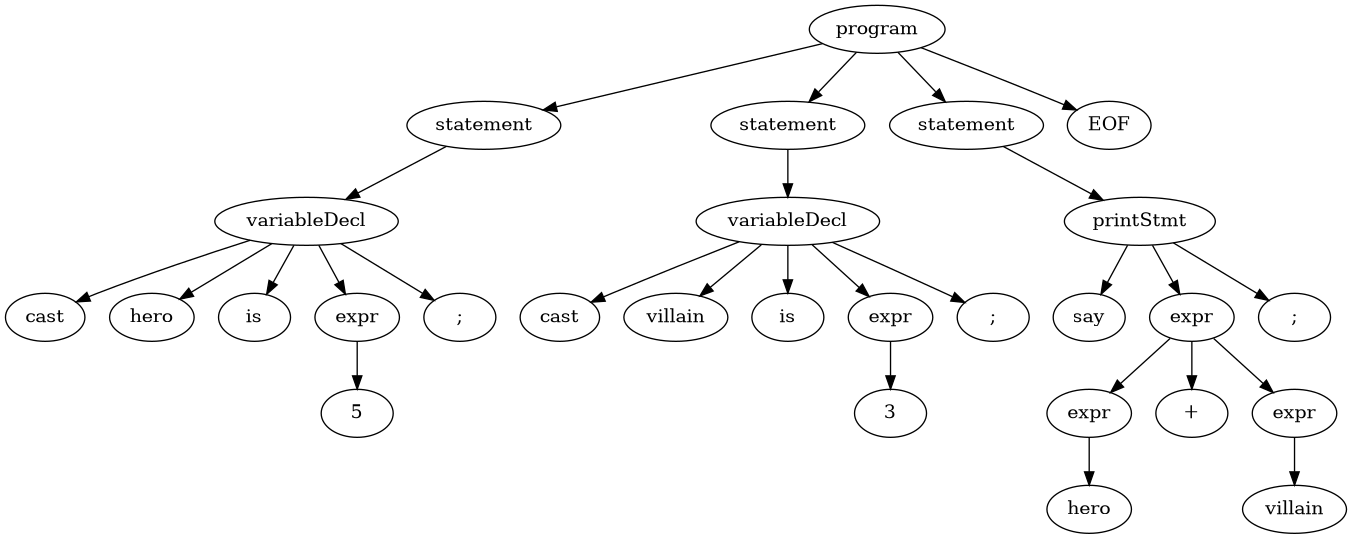 program
statement statement statement EOF
variableDecl variableDecl printStmt
cast hero is expr ; cast villain is expr ; say expr ;
5 3 expr + expr
hero villain